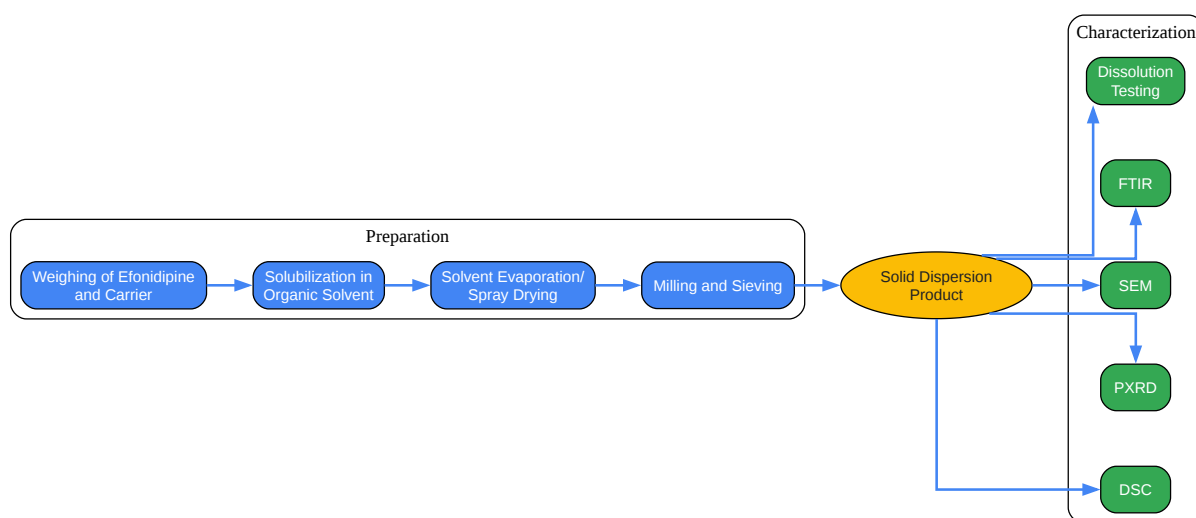 Preparation
Weighing of Efonidipine
and Carrier
Solubilization in
Organic Solvent
Solvent Evaporation/
Spray Drying
Milling and Sieving
Solid Dispersion
Product
Characterization
Dissolution
Testing
FTIR
SEM
PXRD
DSC